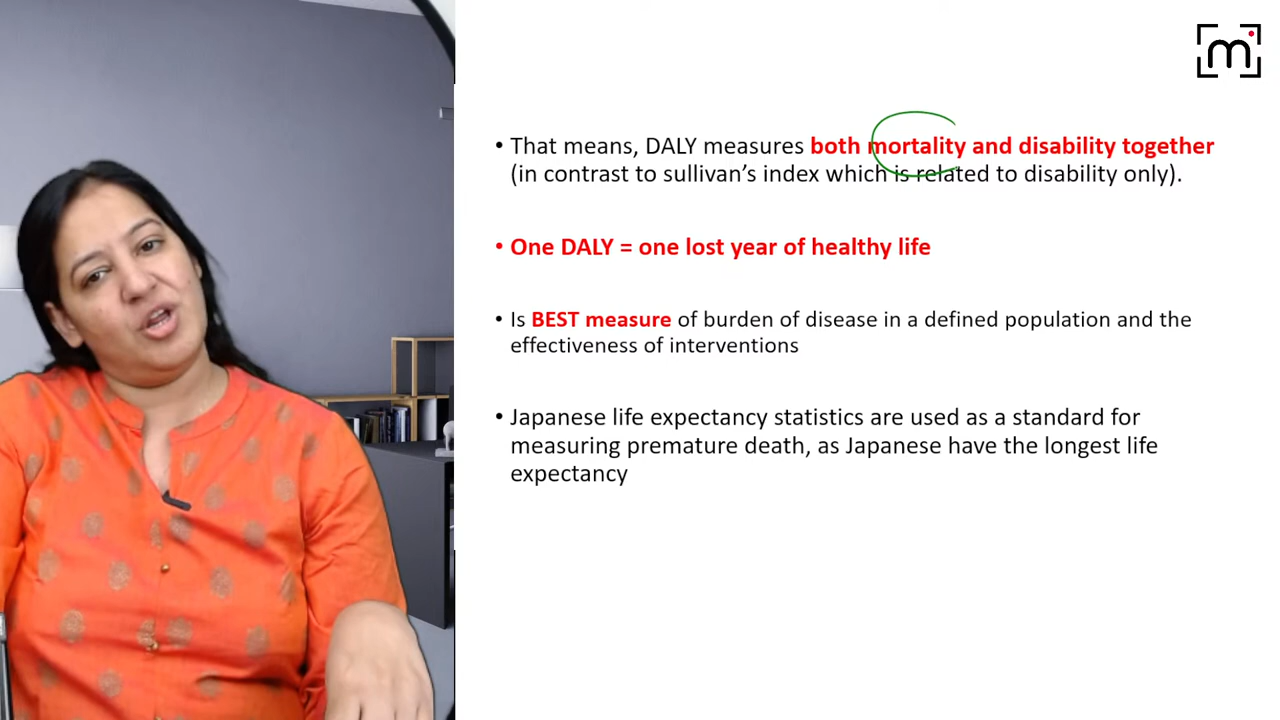 m
• That means, DALY measures both mortality and disability together
(in contrast to sullivan’s index which is related to disability only).
• One DALY = one lost year of healthy life
• Is BEST measure of burden of disease in a defined population and the
effectiveness of interventions
• Japanese life expectancy statistics are used as a standard for
measuring premature death, as Japanese have the longest life
expectancy